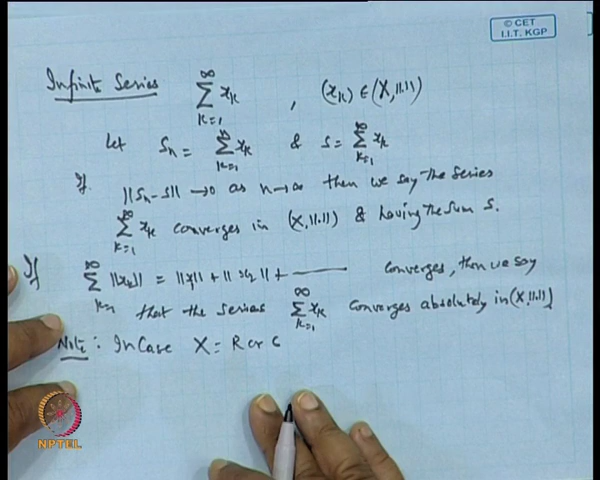 © CET
I.I.T. KGP
Infinite Series ∑_{k=1}^{∞} x_k , (x_k) ∈ (X, ||.||)
Let S_n = ∑_{k=1}^{n} x_k & S = ∑_{k=1}^{∞} x_k
If ||S_n - S|| → 0 as n → ∞ then we say the series
∑_{k=1}^{∞} x_k converges in (X, ||.||) & having the sum S.
If ∑_{k=1}^{∞} ||x_k|| = ||x_1|| + ||x_2|| + ——— converges, then we say
that the series ∑_{k=1}^{∞} x_k converges absolutely in (X, ||.||)
Note : In Case X = R or C
NPTEL